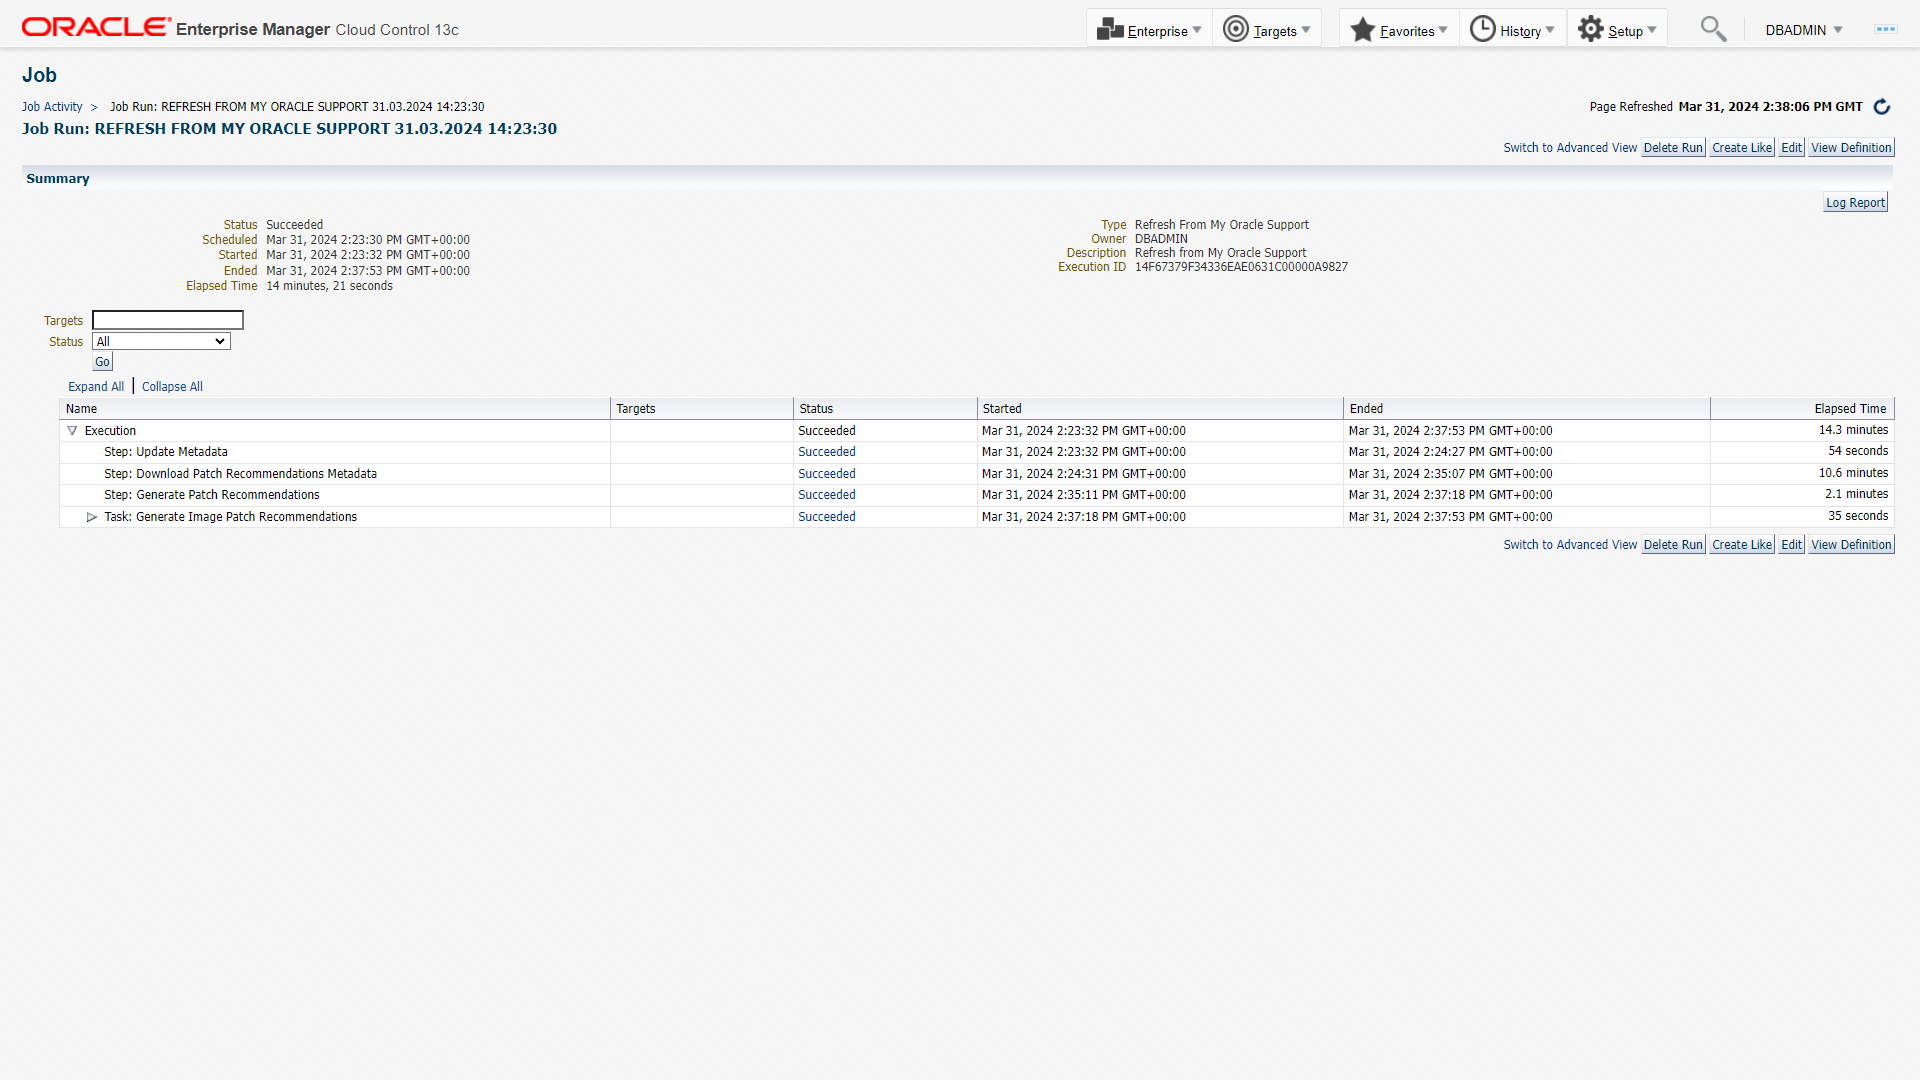 ORACLE Enterprise Manager Cloud Control 13c Enterprise Targets Favorites History Setup DBADMIN
Job
Job Activity > Job Run: REFRESH FROM MY ORACLE SUPPORT 31.03.2024 14:23:30 Page Refreshed Mar 31, 2024 2:38:06 PM GMT
Job Run: REFRESH FROM MY ORACLE SUPPORT 31.03.2024 14:23:30
Switch to Advanced View Delete Run Create Like Edit View Definition
Summary
Log Report
Status Succeeded
Scheduled Mar 31, 2024 2:23:30 PM GMT+00:00
Started Mar 31, 2024 2:23:32 PM GMT+00:00
Ended Mar 31, 2024 2:37:53 PM GMT+00:00
Elapsed Time 14 minutes, 21 seconds
Type Refresh From My Oracle Support
Owner DBADMIN
Description Refresh from My Oracle Support
Execution ID 14F67379F34336EAE0631C00000A9827
Targets
Status All
Go
Expand All | Collapse All
Name Targets Status Started Ended Elapsed Time
Execution Succeeded Mar 31, 2024 2:23:32 PM GMT+00:00 Mar 31, 2024 2:37:53 PM GMT+00:00 14.3 minutes
Step: Update Metadata Succeeded Mar 31, 2024 2:23:32 PM GMT+00:00 Mar 31, 2024 2:24:27 PM GMT+00:00 54 seconds
Step: Download Patch Recommendations Metadata Succeeded Mar 31, 2024 2:24:31 PM GMT+00:00 Mar 31, 2024 2:35:07 PM GMT+00:00 10.6 minutes
Step: Generate Patch Recommendations Succeeded Mar 31, 2024 2:35:11 PM GMT+00:00 Mar 31, 2024 2:37:18 PM GMT+00:00 2.1 minutes
Task: Generate Image Patch Recommendations Succeeded Mar 31, 2024 2:37:18 PM GMT+00:00 Mar 31, 2024 2:37:53 PM GMT+00:00 35 seconds
Switch to Advanced View Delete Run Create Like Edit View Definition